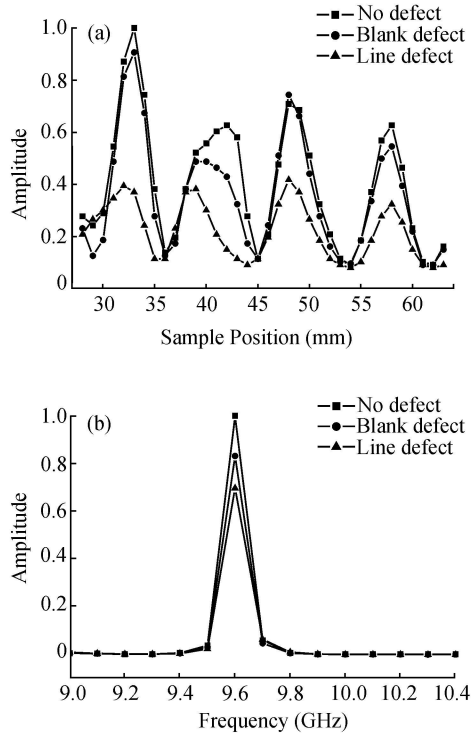 (a)
No defect
Blank defect
Line defect
1.0
0.8
0.6
0.4
0.2
0
Amplitude
30 35 40 45 50 55 60
Sample Position (mm)
(b)
No defect
Blank defect
Line defect
1.0
0.8
0.6
0.4
0.2
0
Amplitude
9.0 9.2 9.4 9.6 9.8 10.0 10.2 10.4
Frequency (GHz)